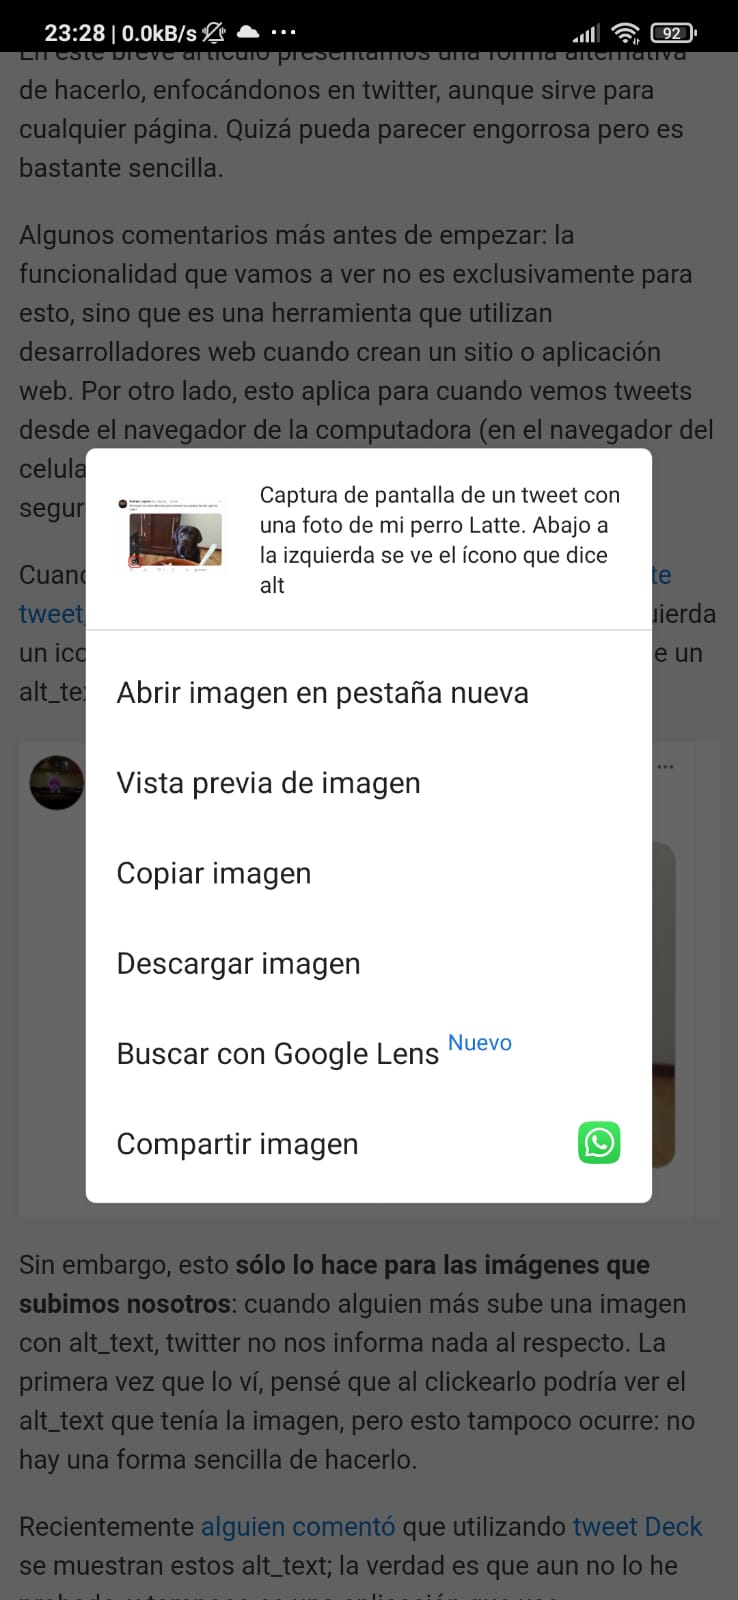 23:28 | 0.0kB/s
92
En este breve artículo presentamos una forma alternativa
de hacerlo, enfocándonos en twitter, aunque sirve para
cualquier página. Quizá pueda parecer engorrosa pero es
bastante sencilla.
Algunos comentarios más antes de empezar: la
funcionalidad que vamos a ver no es exclusivamente para
esto, sino que es una herramienta que utilizan
desarrolladores web cuando crean un sitio o aplicación
web. Por otro lado, esto aplica para cuando vemos tweets
desde el navegador de la computadora (en el navegador del
celula
segur
Cuand te
tweet, uierda
un ico e un
alt_te
Captura de pantalla de un tweet con
una foto de mi perro Latte. Abajo a
la izquierda se ve el ícono que dice
alt
Abrir imagen en pestaña nueva
Vista previa de imagen
Copiar imagen
Descargar imagen
Buscar con Google Lens Nuevo
Compartir imagen
Sin embargo, esto sólo lo hace para las imágenes que
subimos nosotros: cuando alguien más sube una imagen
con alt_text, twitter no nos informa nada al respecto. La
primera vez que lo ví, pensé que al clickearlo podría ver el
alt_text que tenía la imagen, pero esto tampoco ocurre: no
hay una forma sencilla de hacerlo.
Recientemente alguien comentó que utilizando tweet Deck
se muestran estos alt_text; la verdad es que aun no lo he